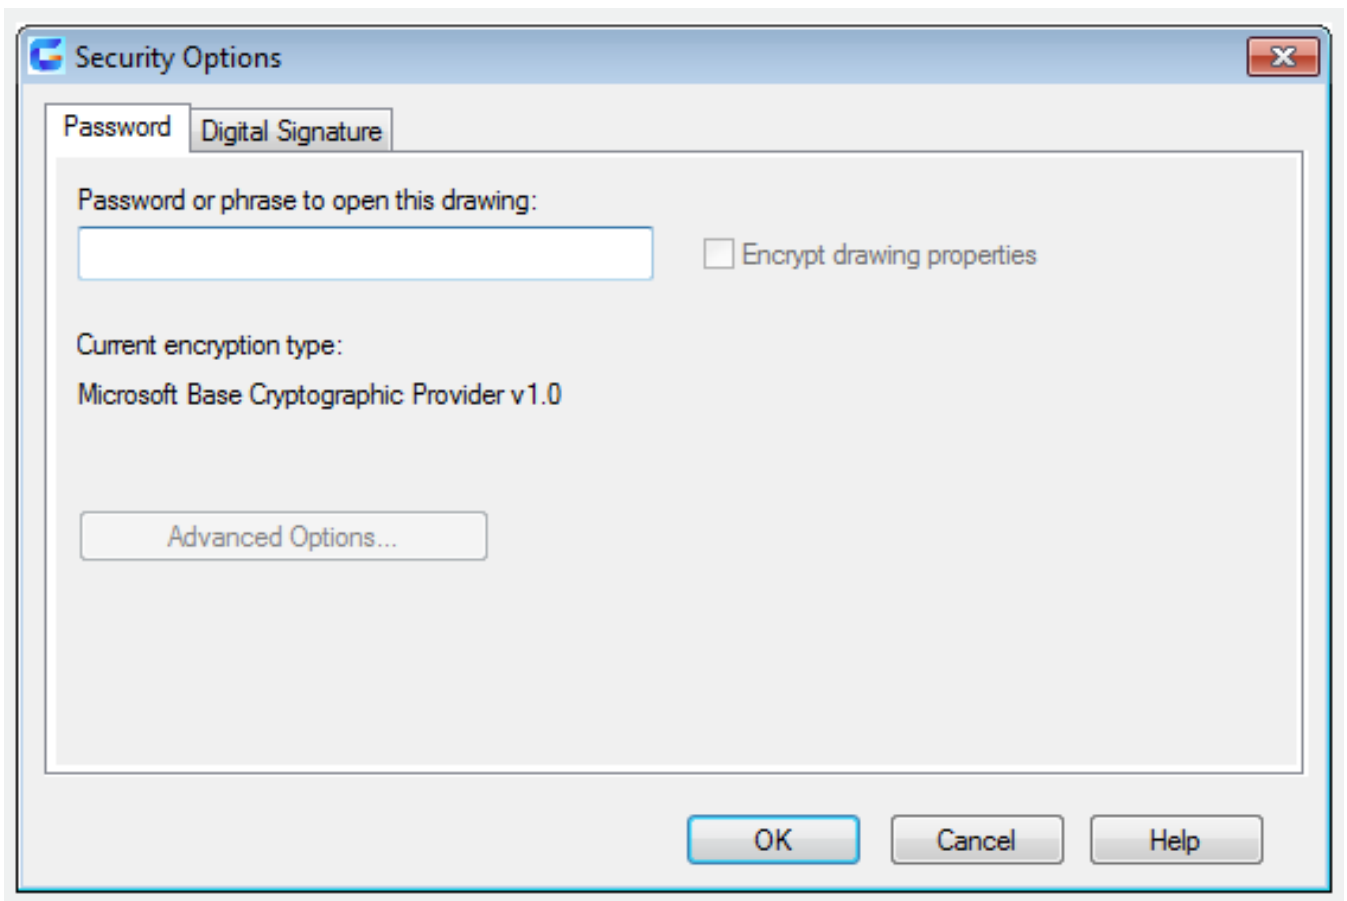 Security Options
Password
Digital Signature
Password or phrase to open this drawing:
Encrypt drawing properties
Current encryption type:
Microsoft Base Cryptographic Provider v1.0
Advanced Options...
OK
Cancel
Help